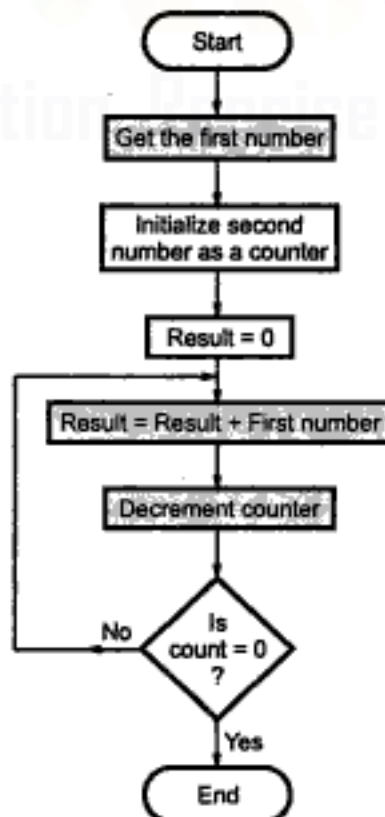 Start
Get the first number
Initialize second
number as a counter
Result = 0
Result = Result + First number
Decrement counter
Is
count = 0
?
No
Yes
End